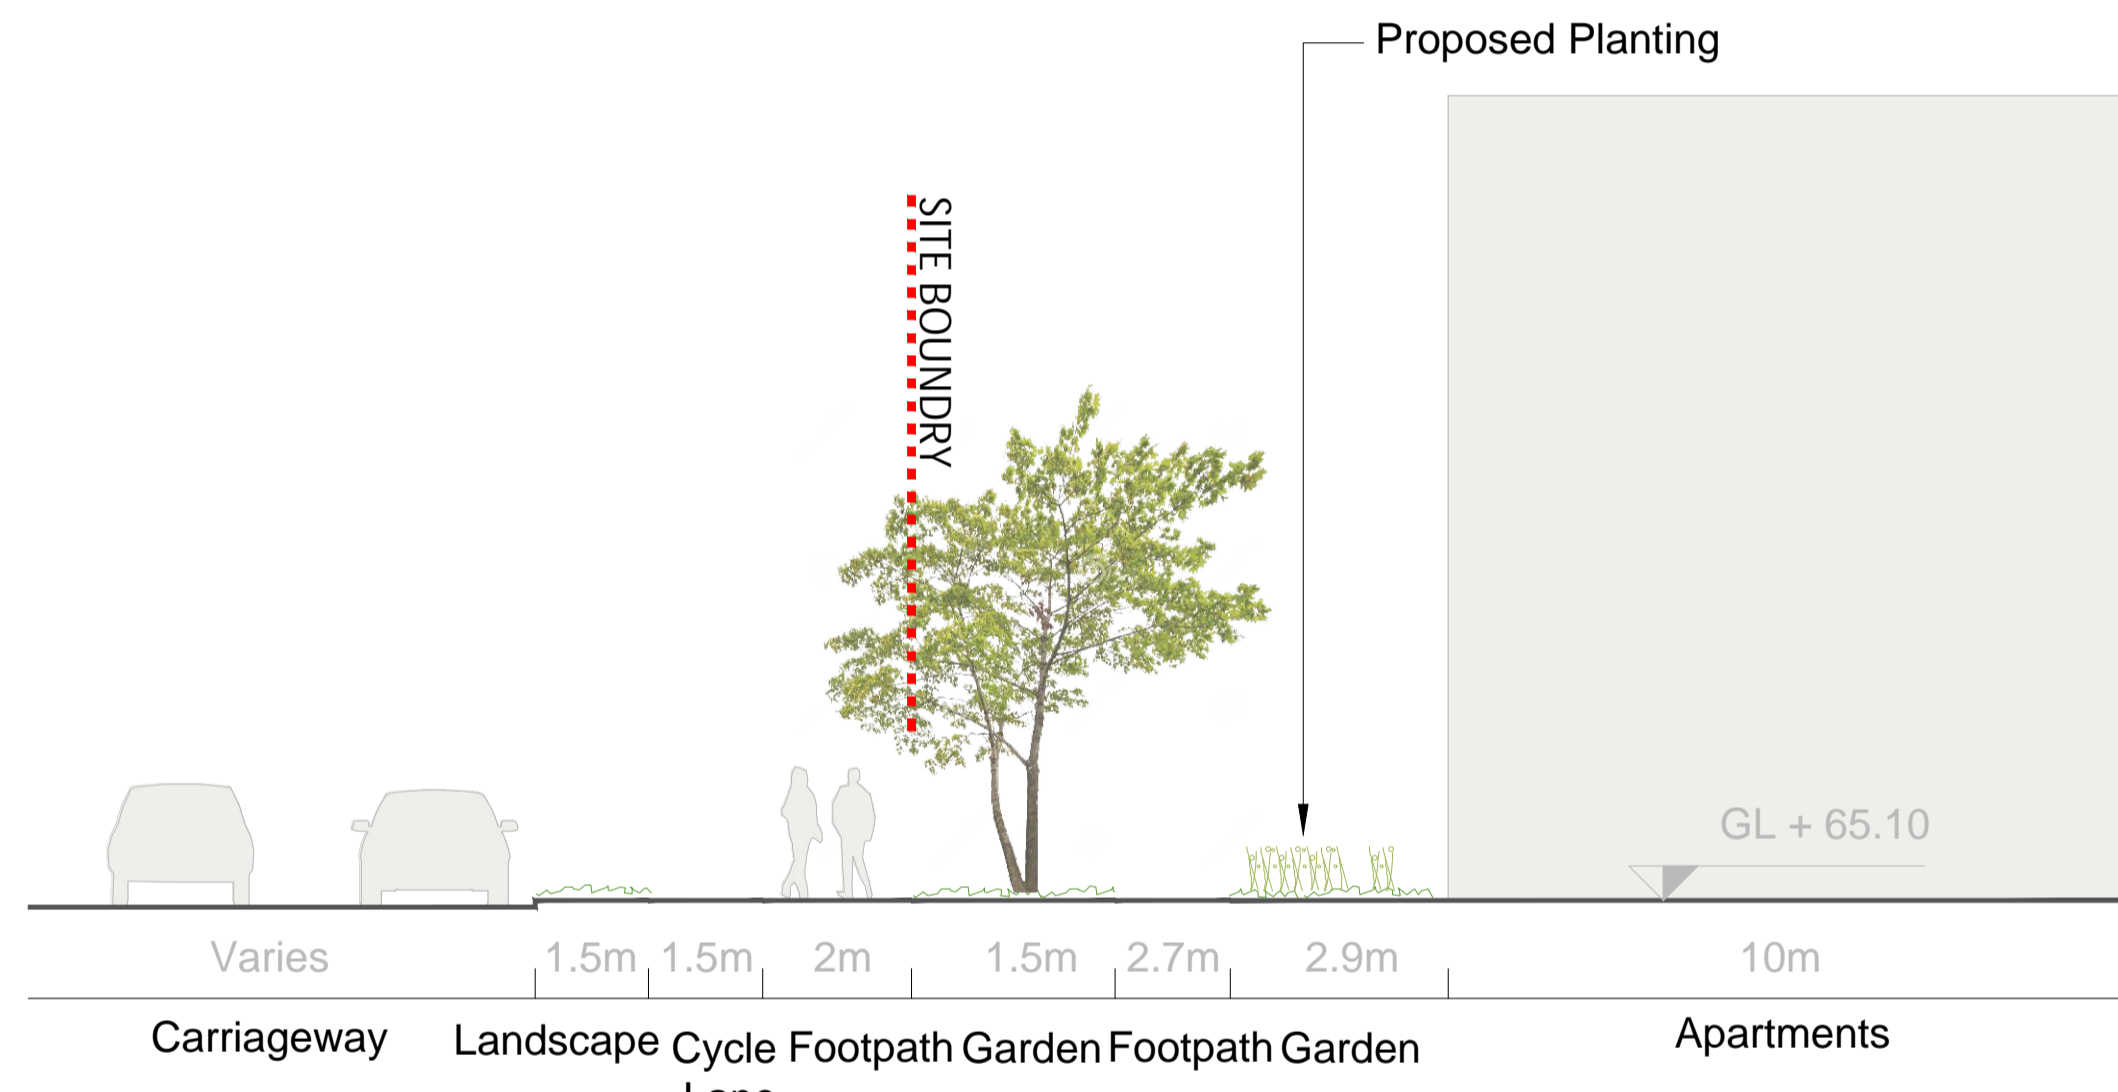 Proposed Planting
SITE BOUNDRY
GL + 65.10
Varies 1.5m 1.5m 2m 1.5m 2.7m 2.9m 10m
Carriageway Landscape Cycle Footpath Garden Footpath Garden Apartments
Lane